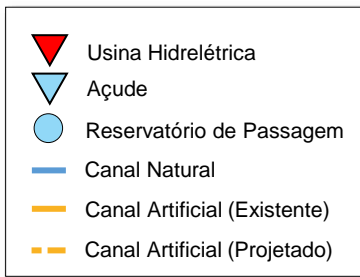 Usina Hidrelétrica
Açude
Reservatório de Passagem
Canal Natural
Canal Artificial (Existente)
Canal Artificial (Projetado)